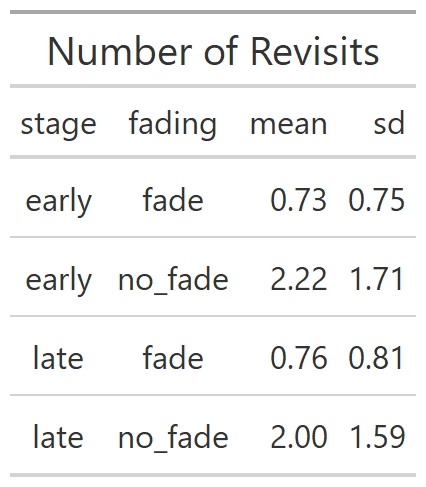 Number of Revisits
stage fading mean sd
early fade 0.73 0.75
early no_fade 2.22 1.71
late fade 0.76 0.81
late no_fade 2.00 1.59